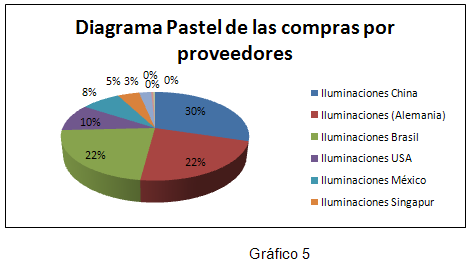 Diagrama Pastel de las compras por
proveedores
0%
0%
0%
3%
5%
8%
10%
22%
22%
30%
Iluminaciones China
Iluminaciones (Alemania)
Iluminaciones Brasil
Iluminaciones USA
Iluminaciones México
Iluminaciones Singapur
Gráfico 5